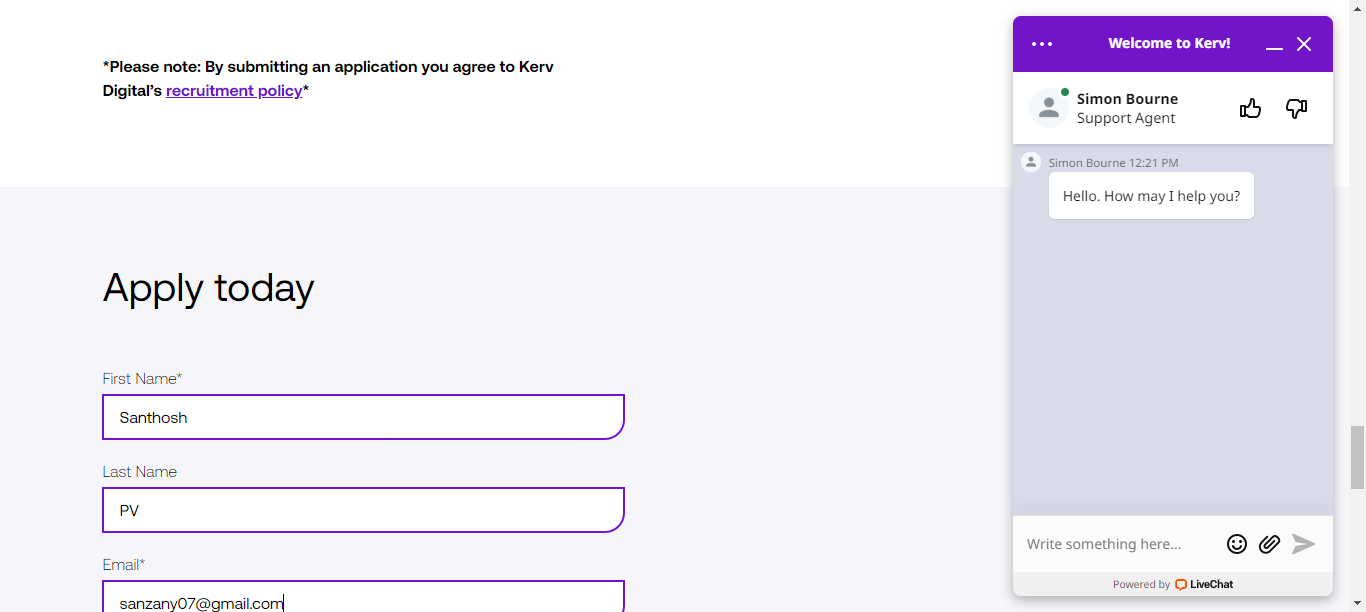 *Please note: By submitting an application you agree to Kerv
Digital's recruitment policy*
Apply today
First Name*
Santhosh
Last Name
PV
Email*
sanzany07@gmail.com
Welcome to Kerv!
Simon Bourne
Support Agent
Simon Bourne 12:21 PM
Hello. How may I help you?
Write something here...
Powered by LiveChat